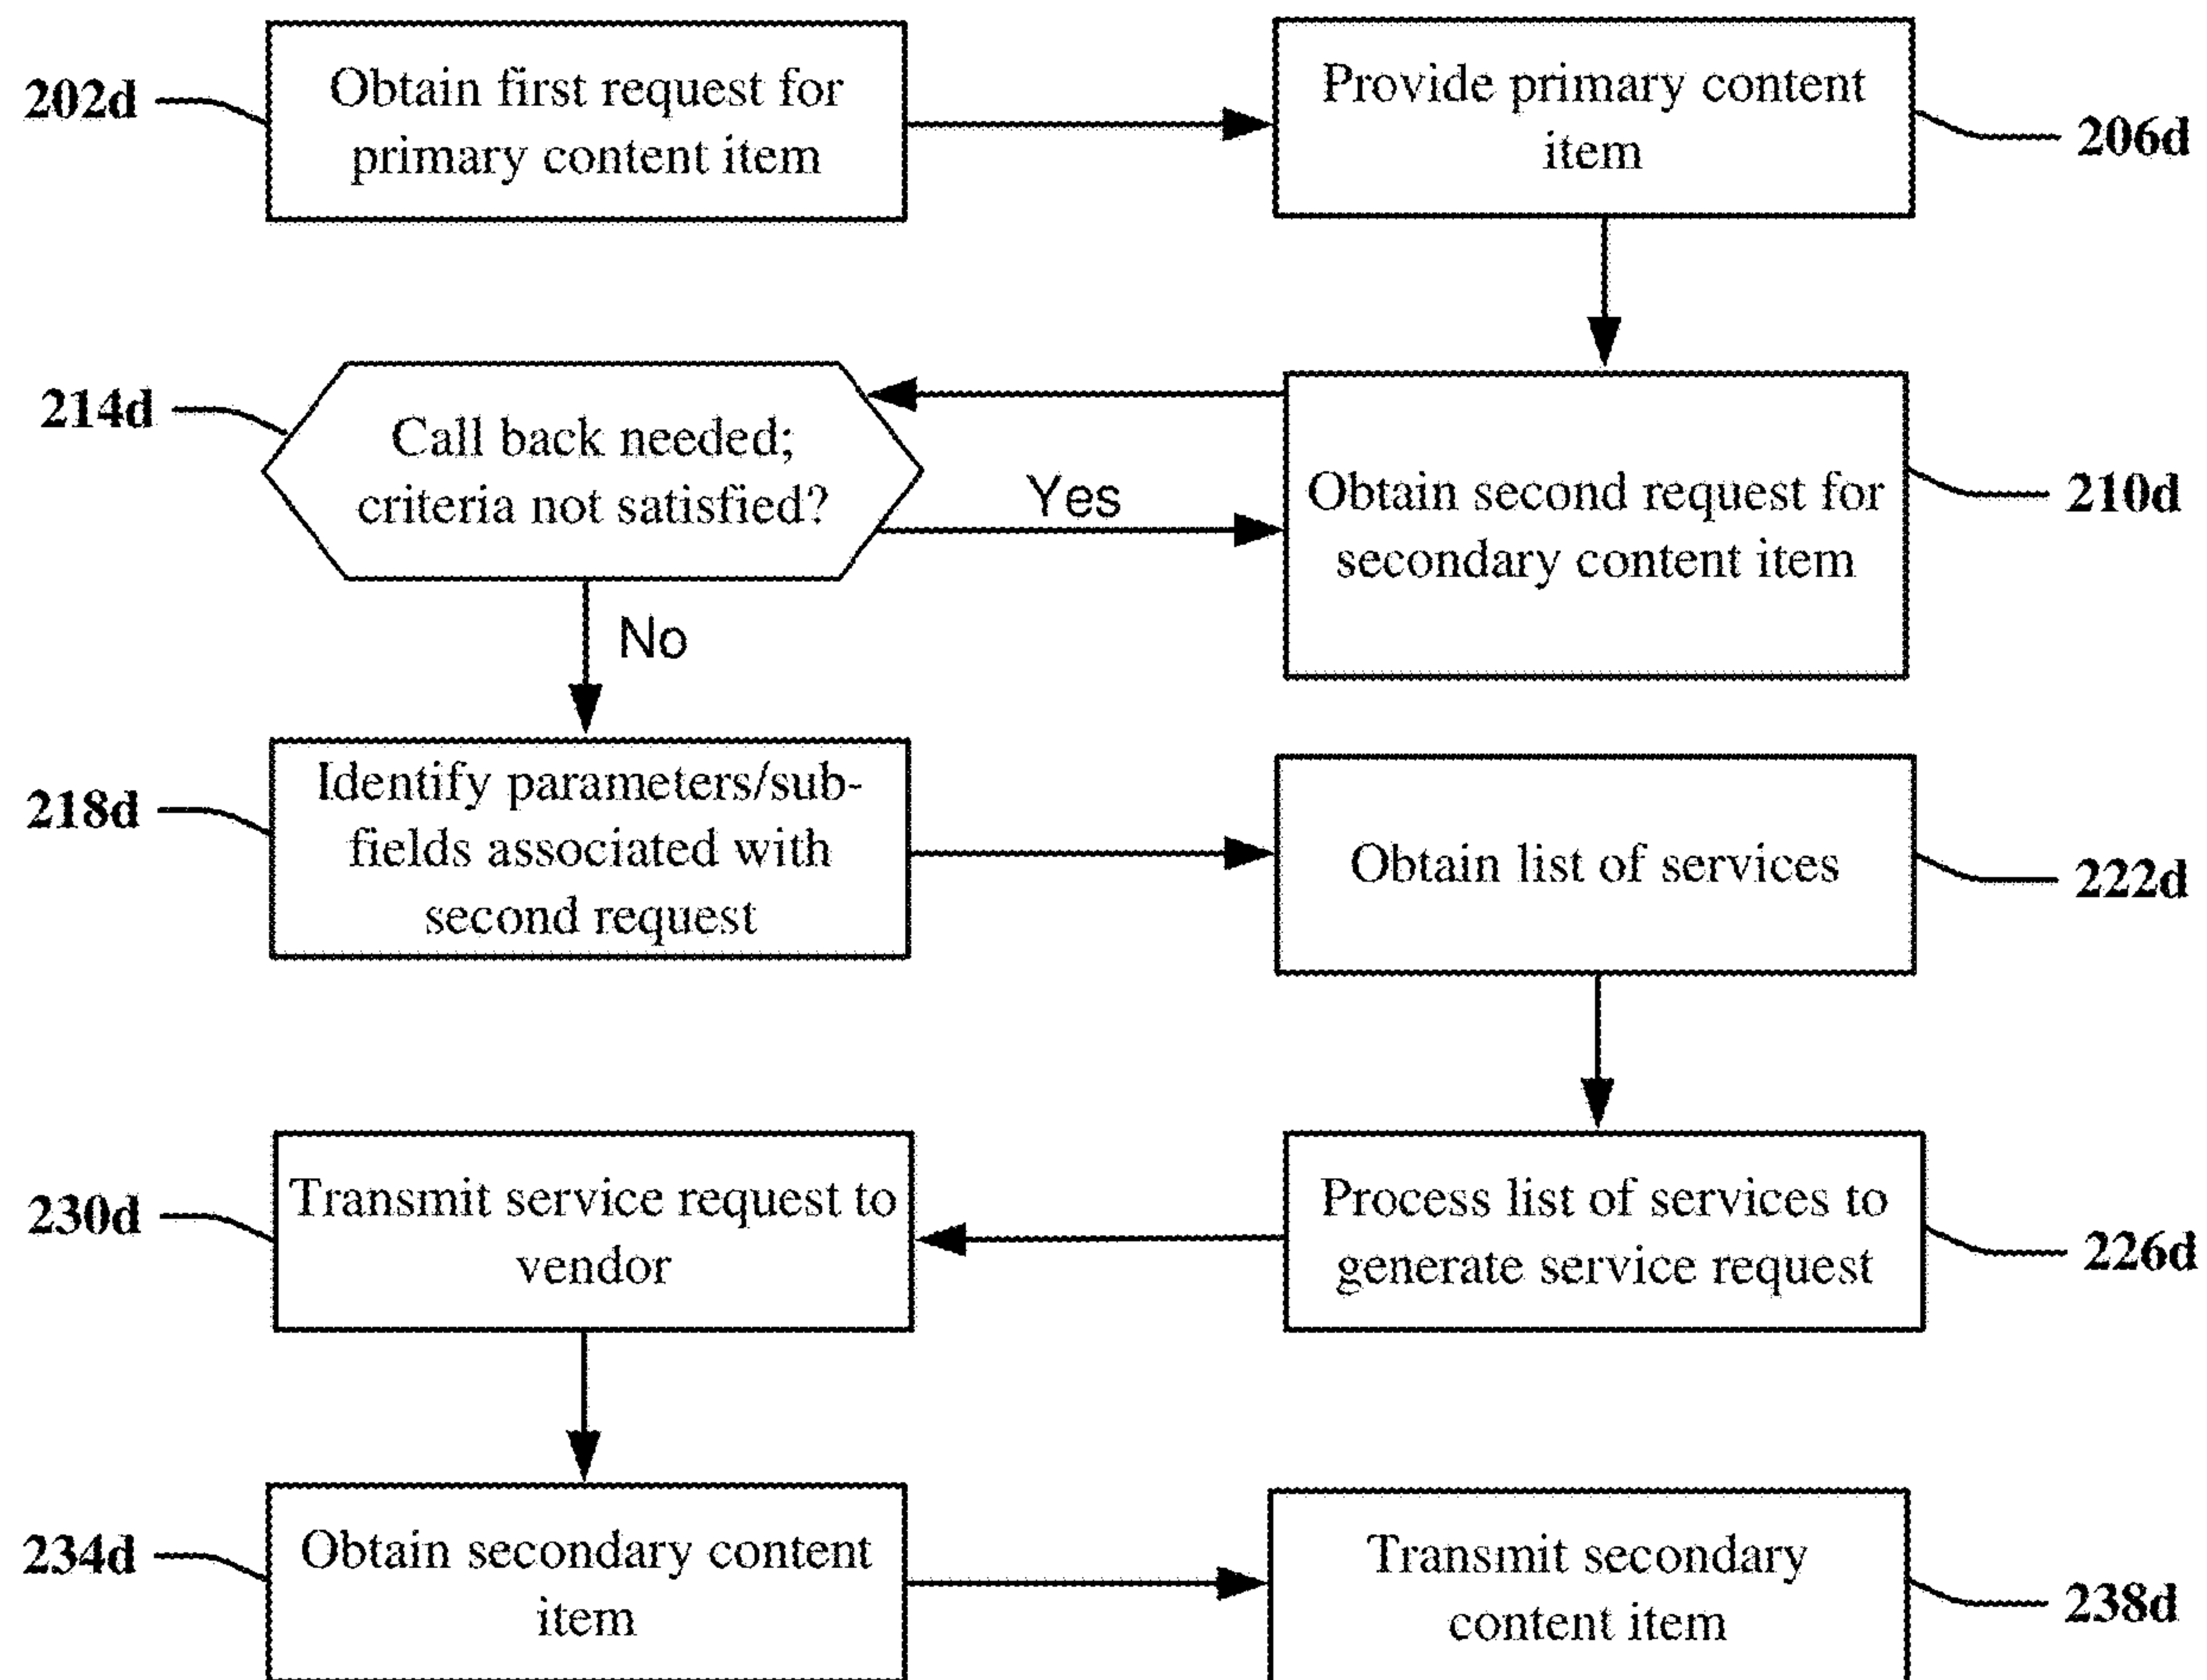 202d
Obtain first request for
primary content item
Provide primary content
item
206d
214d
Call back needed;
criteria not satisfied?
Yes
No
Obtain second request for
secondary content item
210d
218d
Identify parameters/sub-
fields associated with
second request
Obtain list of services
222d
230d
Transmit service request to
vendor
Process list of services to
generate service request
226d
234d
Obtain secondary content
item
Transmit secondary
content item
238d